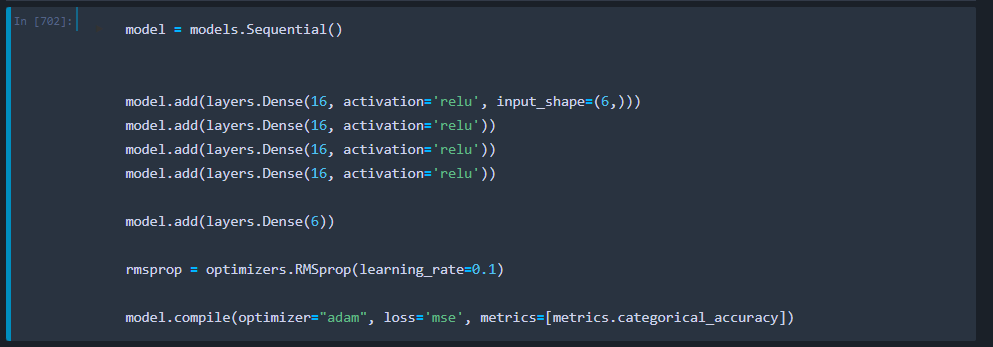 In [702]:
model = models.Sequential()
model.add(layers.Dense(16, activation='relu', input_shape=(6,)))
model.add(layers.Dense(16, activation='relu'))
model.add(layers.Dense(16, activation='relu'))
model.add(layers.Dense(16, activation='relu'))
model.add(layers.Dense(6))
rmsprop = optimizers.RMSprop(learning_rate=0.1)
model.compile(optimizer="adam", loss='mse', metrics=[metrics.categorical_accuracy])